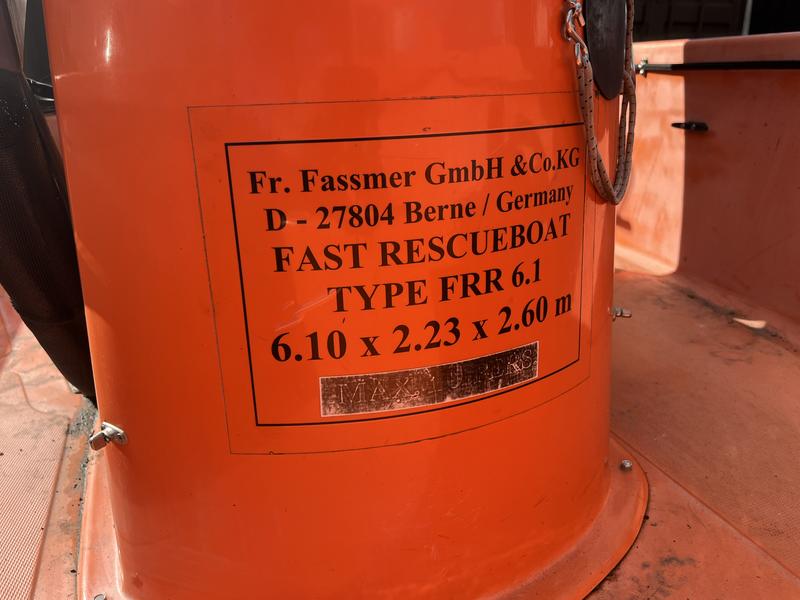 Fr. Fassmer GmbH &Co.KG
D - 27804 Berne / Germany
FAST RESCUEBOAT
TYPE FRR 6.1
6.10 x 2.23 x 2.60 m
MAX.